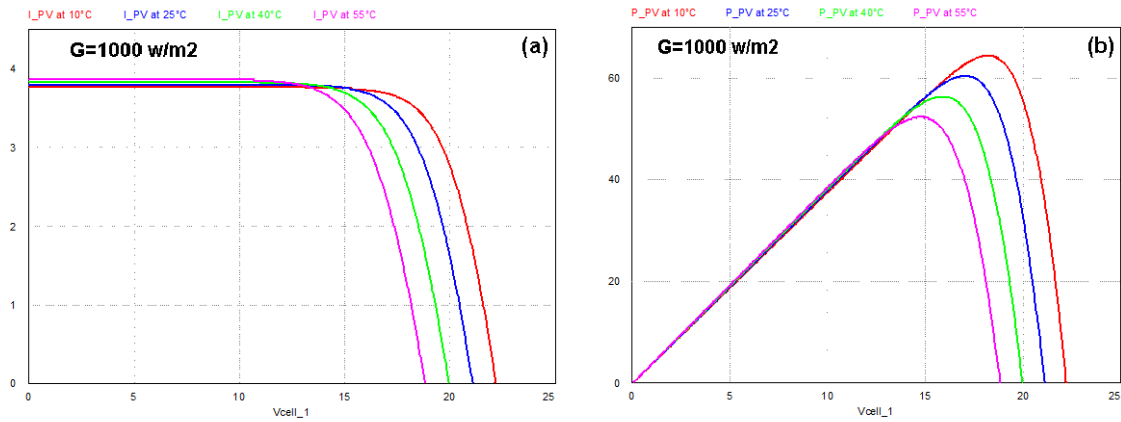 I_PV at 10°C I_PV at 25°C I_PV at 40°C I_PV at 55°C
G=1000 w/m2 (a)
4
3
2
1
0
0 5 10 15 20 25
Vcell_1
P_PV at 10°C P_PV at 25°C P_PV at 40°C P_PV at 55°C
G=1000 w/m2 (b)
60
40
20
0
0 5 10 15 20 25
Vcell_1